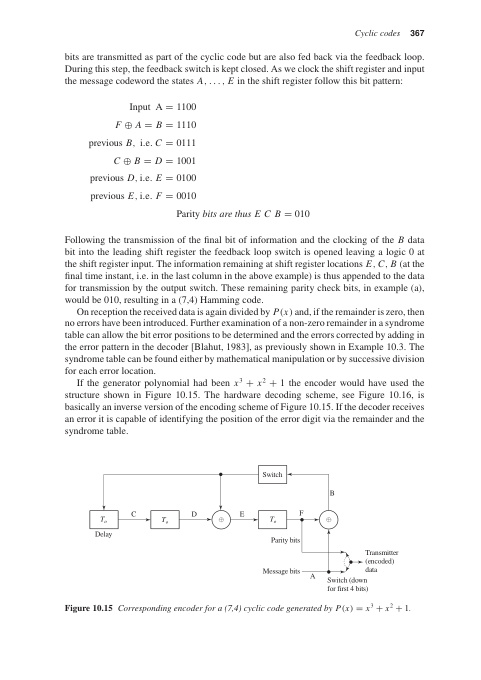 Cyclic codes 367
bits are transmitted as part of the cyclic code but are also fed back via the feedback loop.
During this step, the feedback switch is kept closed. As we clock the shift register and input
the message codeword the states A, . . . , E in the shift register follow this bit pattern:
Input A = 1100
F ⊕ A = B = 1110
previous B, i.e. C = 0111
C ⊕ B = D = 1001
previous D, i.e. E = 0100
previous E, i.e. F = 0010
Parity bits are thus E C B = 010
Following the transmission of the final bit of information and the clocking of the B data
bit into the leading shift register the feedback loop switch is opened leaving a logic 0 at
the shift register input. The information remaining at shift register locations E, C, B (at the
final time instant, i.e. in the last column in the above example) is thus appended to the data
for transmission by the output switch. These remaining parity check bits, in example (a),
would be 010, resulting in a (7,4) Hamming code.
On reception the received data is again divided by P(x) and, if the remainder is zero, then
no errors have been introduced. Further examination of a non-zero remainder in a syndrome
table can allow the bit error positions to be determined and the errors corrected by adding in
the error pattern in the decoder [Blahut, 1983], as previously shown in Example 10.3. The
syndrome table can be found either by mathematical manipulation or by successive division
for each error location.
If the generator polynomial had been x³ + x² + 1 the encoder would have used the
structure shown in Figure 10.15. The hardware decoding scheme, see Figure 10.16, is
basically an inverse version of the encoding scheme of Figure 10.15. If the decoder receives
an error it is capable of identifying the position of the error digit via the remainder and the
syndrome table.
Switch
B
Tₒ C Tₒ D ⊕ E Tₒ F ⊕
Delay
Parity bits
Transmitter
(encoded)
data
Message bits
A
Switch (down
for first 4 bits)
Figure 10.15 Corresponding encoder for a (7,4) cyclic code generated by P(x) = x³ + x² + 1.